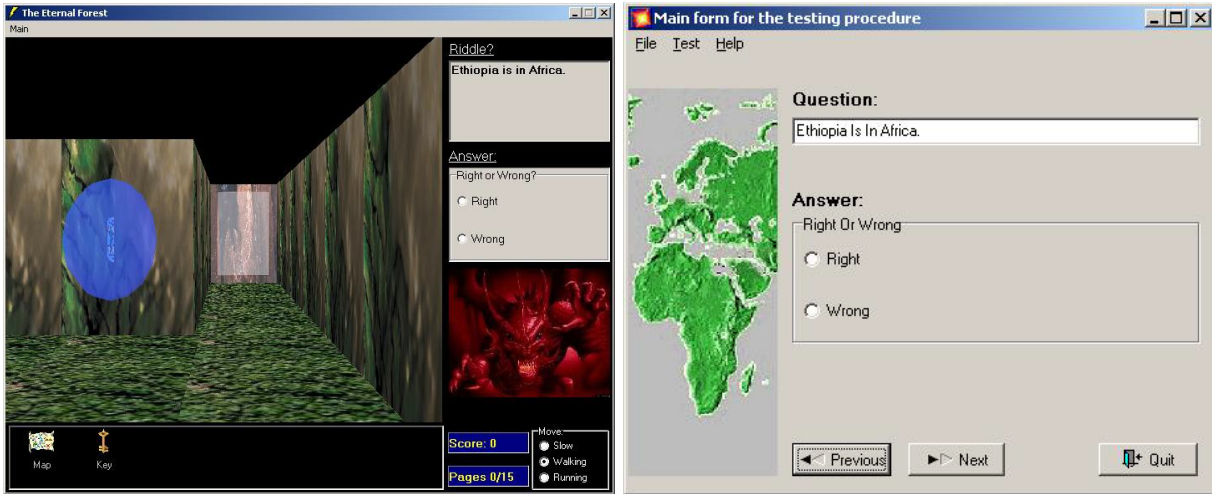 The Eternal Forest
Main
Riddle?
Ethiopia is in Africa.
Answer:
Right or Wrong?
Right
Wrong
Map
Key
Score: 0
Pages 0/15
Move:
Slow
Walking
Running
Main form for the testing procedure
File Test Help
Question:
Ethiopia Is In Africa.
Answer:
Right Or Wrong
Right
Wrong
Previous
Next
Quit